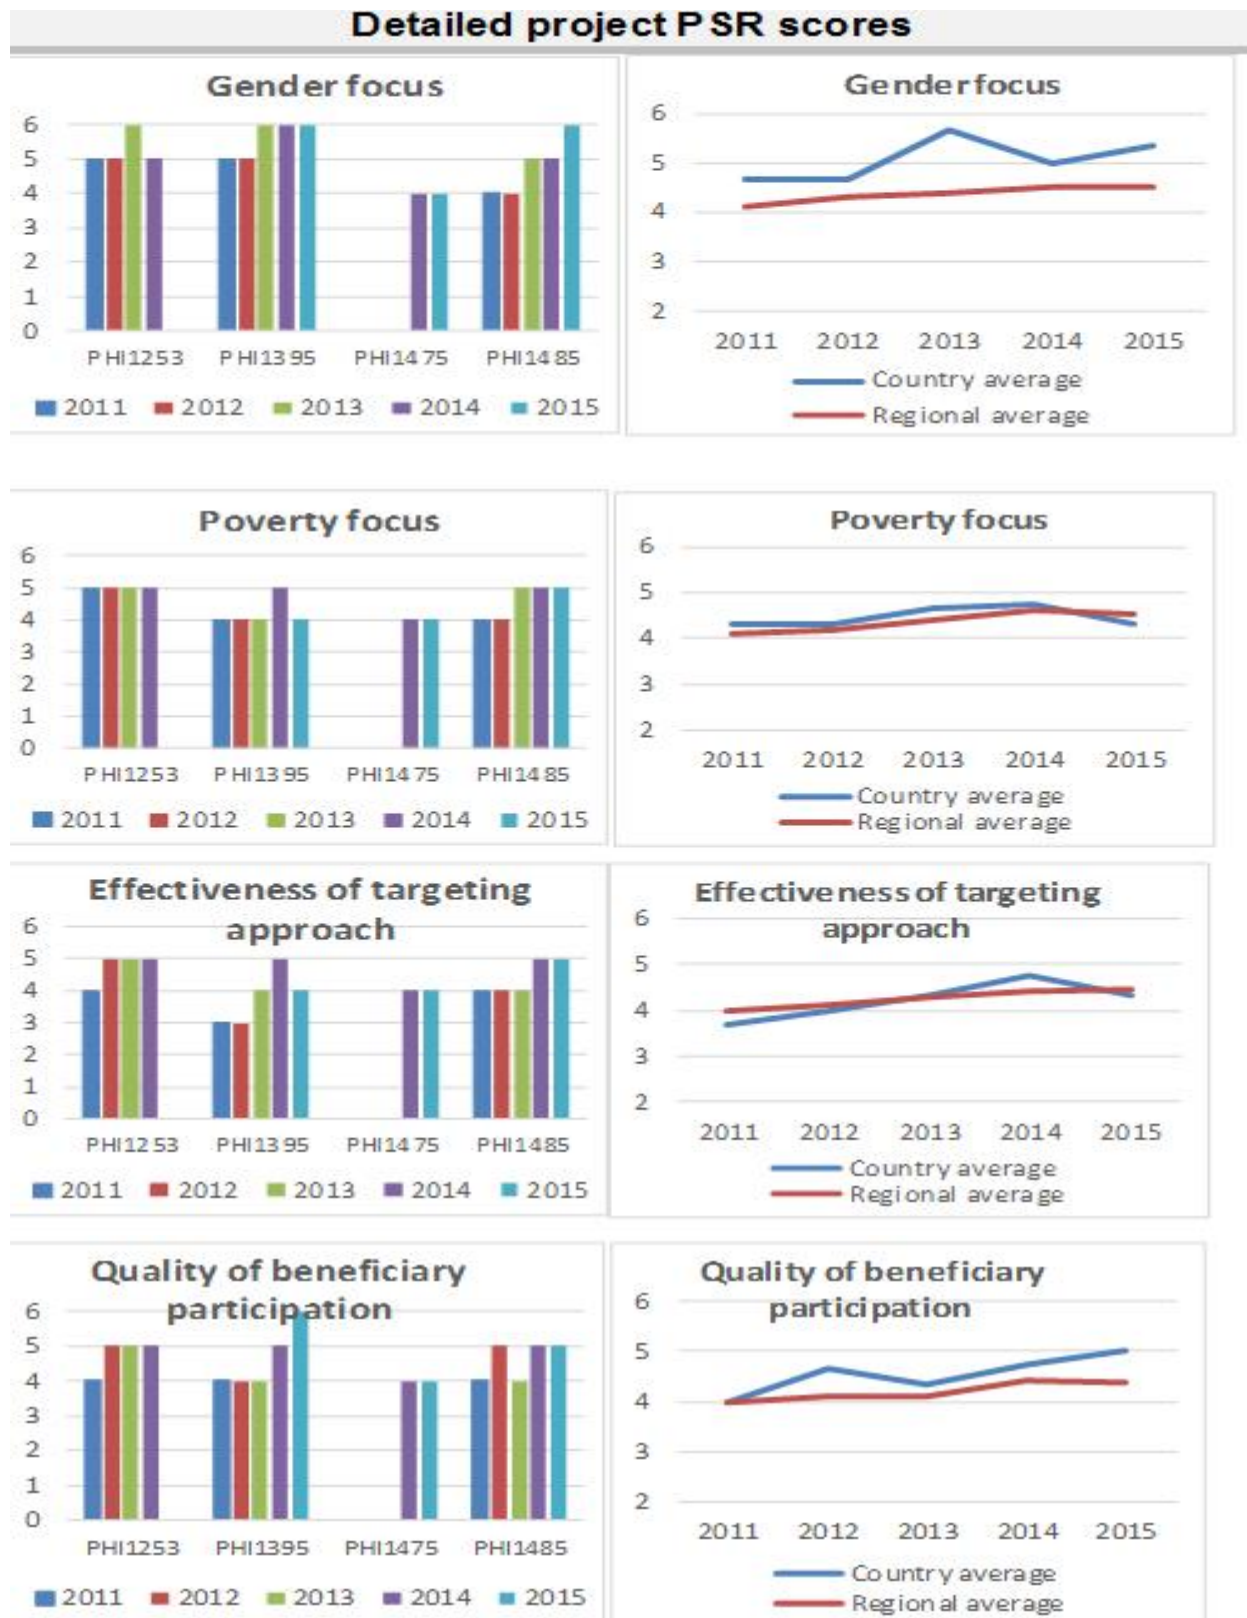 Detailed project PSR scores
Gender focus
6
5
4
3
2
1
0
PHI1253 PHI1395 PHI1475 PHI1485
2011 2012 2013 2014 2015
Gender focus
6
5
4
3
2
2011 2012 2013 2014 2015
Country average
Regional average
Poverty focus
6
5
4
3
2
1
0
PHI1253 PHI1395 PHI1475 PHI1485
2011 2012 2013 2014 2015
Poverty focus
6
5
4
3
2
2011 2012 2013 2014 2015
Country average
Regional average
Effectiveness of targeting
approach
6
5
4
3
2
1
0
PHI1253 PHI1395 PHI1475 PHI1485
2011 2012 2013 2014 2015
Effectiveness of targeting
approach
6
5
4
3
2
2011 2012 2013 2014 2015
Country average
Regional average
Quality of beneficiary
participation
6
5
4
3
2
1
0
PHI1253 PHI1395 PHI1475 PHI1485
2011 2012 2013 2014 2015
Quality of beneficiary
participation
6
5
4
3
2
2011 2012 2013 2014 2015
Country average
Regional average